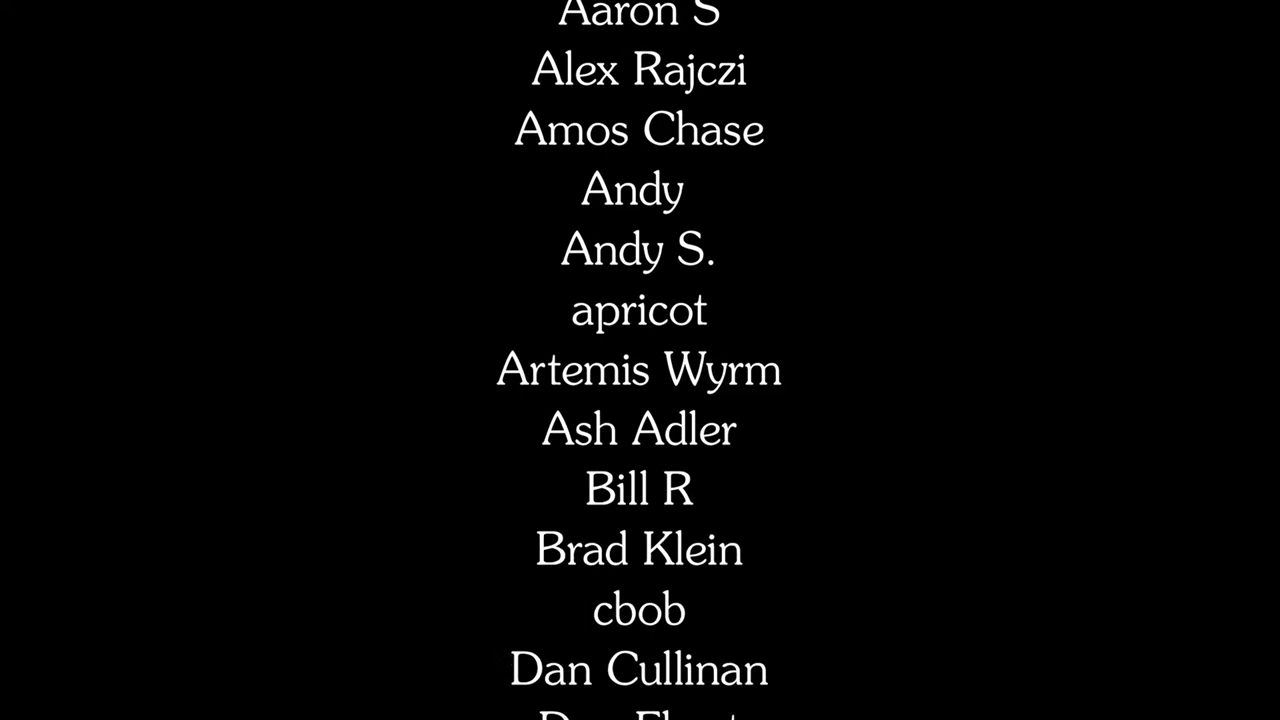 Aaron S
Alex Rajczi
Amos Chase
Andy
Andy S.
apricot
Artemis Wyrm
Ash Adler
Bill R
Brad Klein
cbob
Dan Cullinan